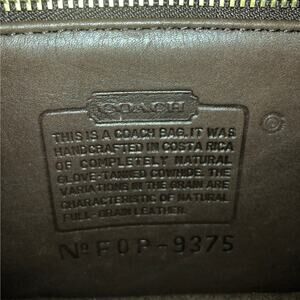 COACH
THIS IS A COACH BAG. IT WAS
HANDCRAFTED IN COSTA RICA
OF COMPLETELY NATURAL
GLOVE-TANNED COWHIDE. THE
VARIATIONS IN THE GRAIN ARE
CHARACTERISTIC OF NATURAL
FULL-GRAIN LEATHER.
Nº F0P-9375